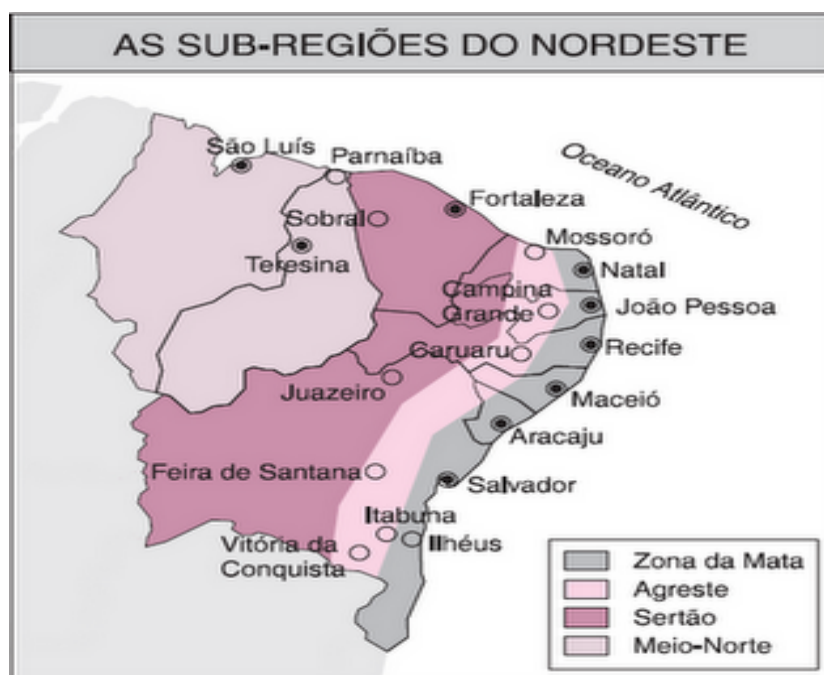 AS SUB-REGIÕES DO NORDESTE
São Luís
Parnaíba
Oceano Atlântico
Fortaleza
Sobral
Teresina
Mossoró
Natal
Campina
Grande
João Pessoa
Caruaru
Recife
Juazeiro
Maceió
Aracaju
Feira de Santana
Salvador
Itabuna
Ilhéus
Vitória da
Conquista
Zona da Mata
Agreste
Sertão
Meio-Norte